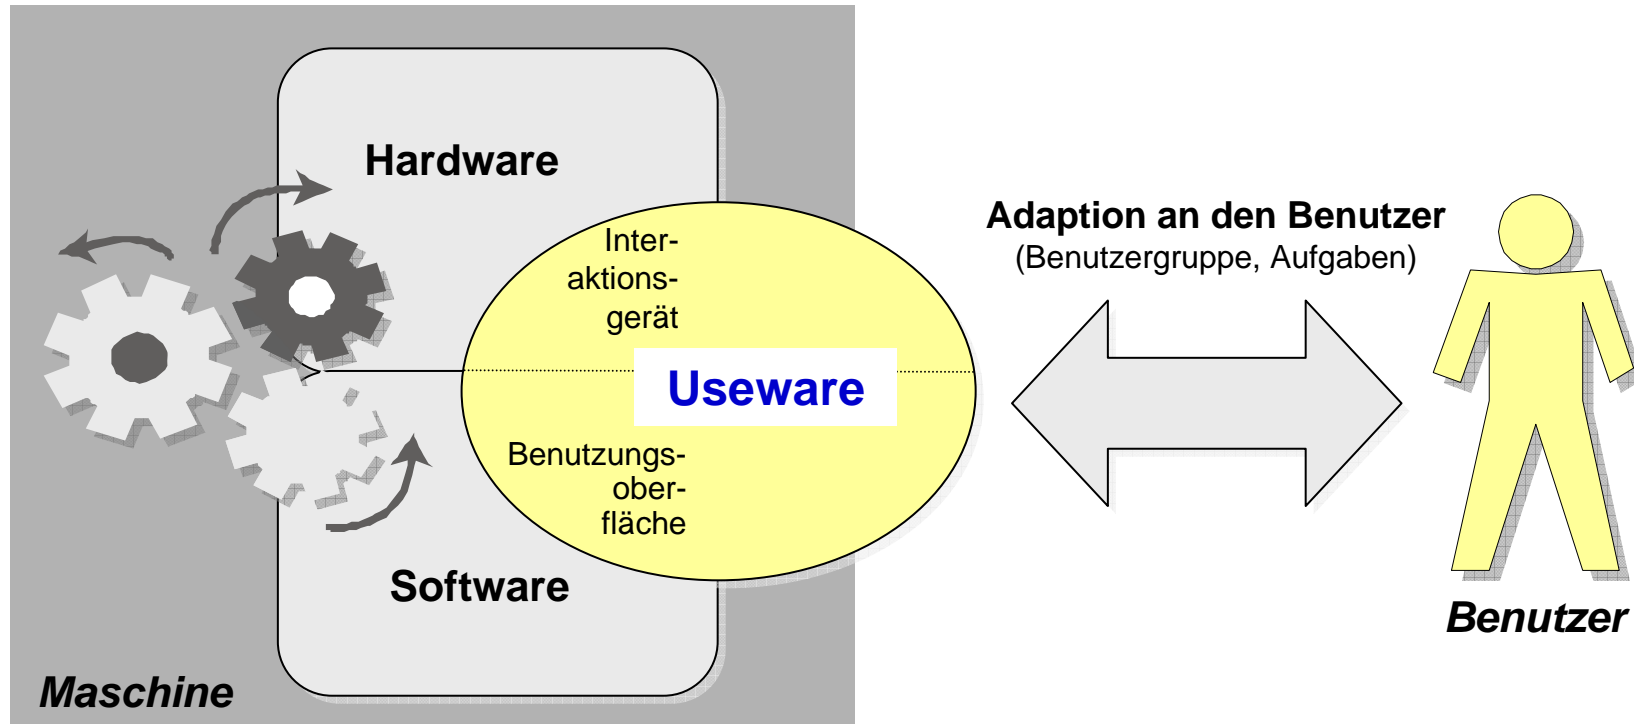 Hardware
Inter-
aktions-
gerät
Useware
Benutzungs-
ober-
fläche
Software
Maschine
Adaption an den Benutzer
(Benutzergruppe, Aufgaben)
Benutzer